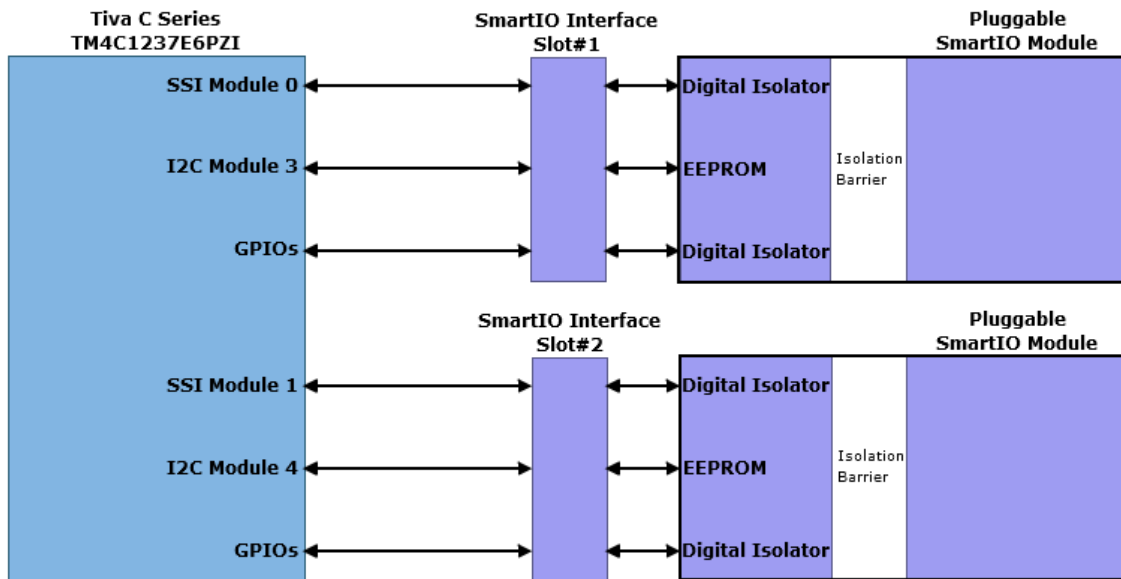 Tiva C Series
TM4C1237E6PZI
SmartIO Interface
Slot#1
Pluggable
SmartIO Module
SSI Module 0
Digital Isolator
I2C Module 3
EEPROM
Isolation
Barrier
GPIOs
Digital Isolator
SmartIO Interface
Slot#2
Pluggable
SmartIO Module
SSI Module 1
Digital Isolator
I2C Module 4
EEPROM
Isolation
Barrier
GPIOs
Digital Isolator